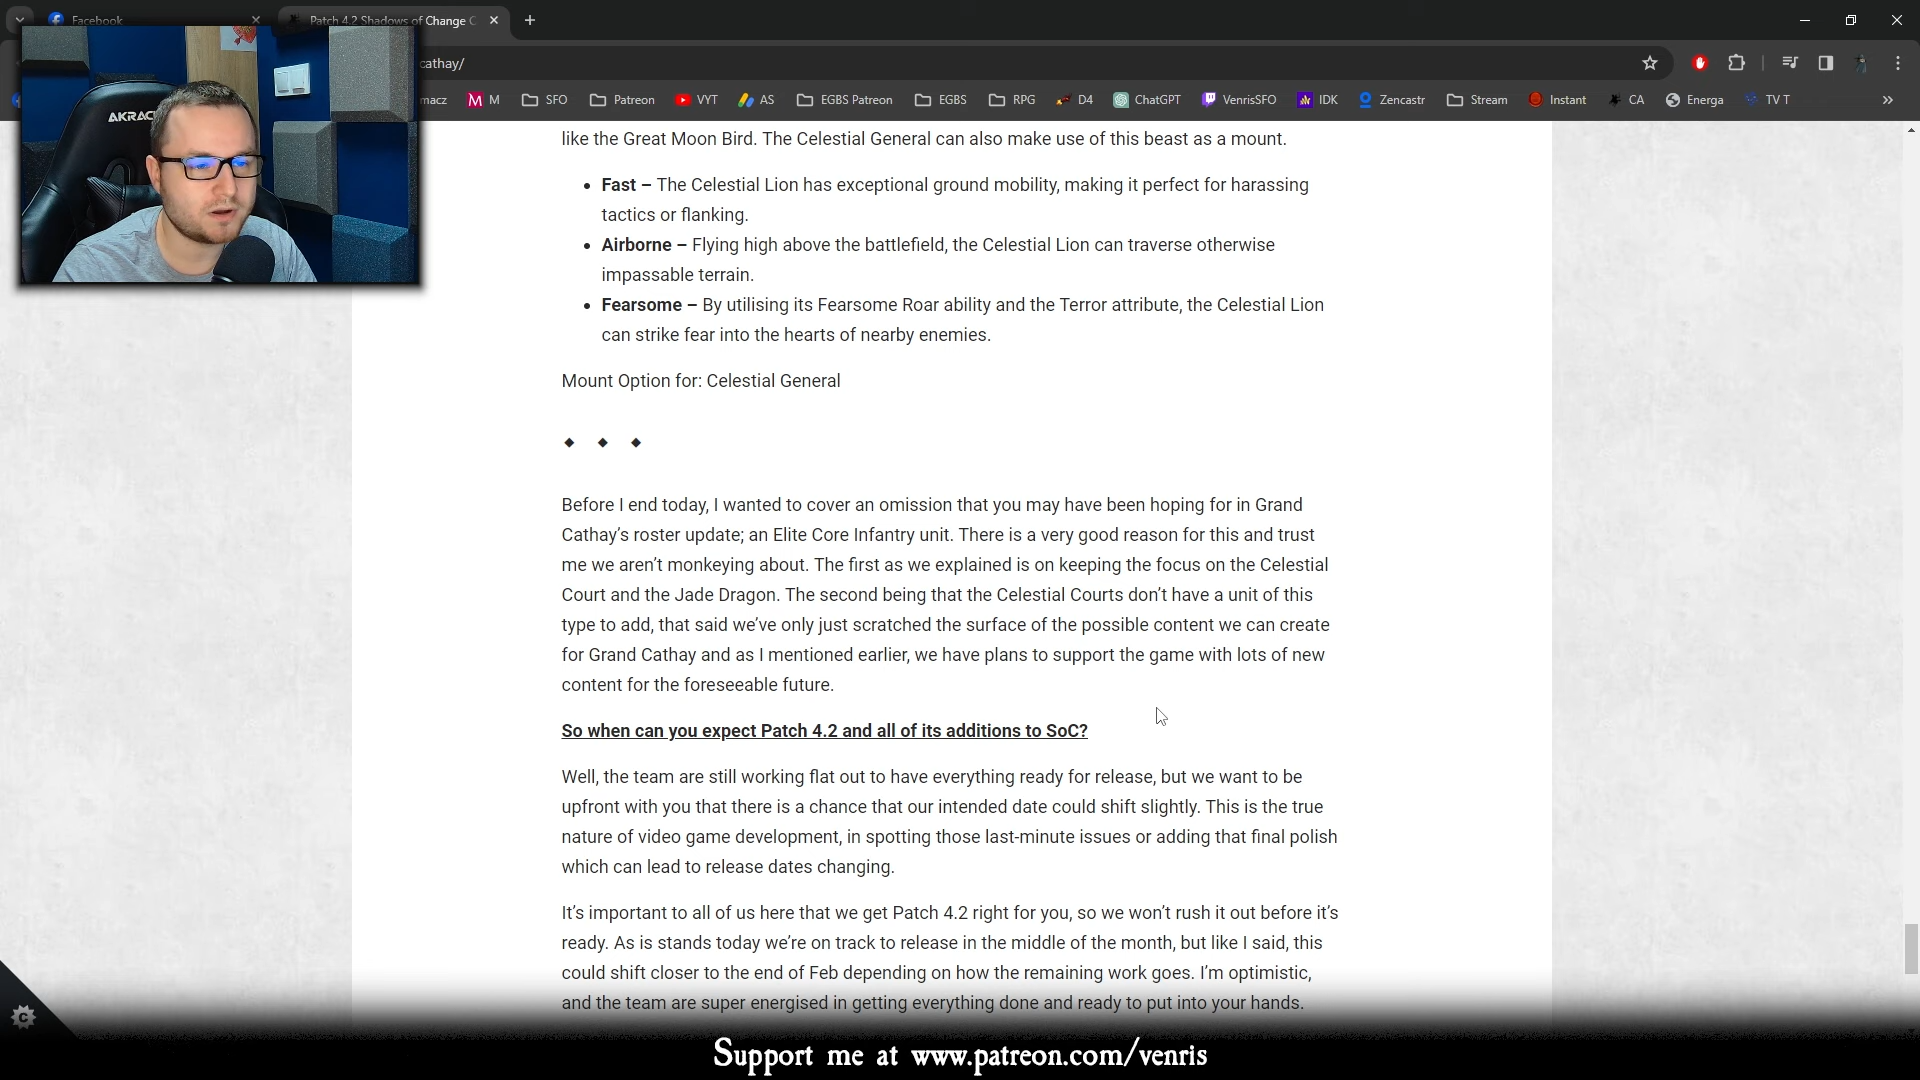 Facebook
Patch 4.2 Shadows of Change C
cathay/
macz M M SFO Patreon VYT AS EGBS Patreon EGBS RPG D4 ChatGPT VenrisSFO IDK Zencastr Stream Instant CA Energa TV T »
AKRAC
like the Great Moon Bird. The Celestial General can also make use of this beast as a mount.
• Fast – The Celestial Lion has exceptional ground mobility, making it perfect for harassing
tactics or flanking.
• Airborne – Flying high above the battlefield, the Celestial Lion can traverse otherwise
impassable terrain.
• Fearsome – By utilising its Fearsome Roar ability and the Terror attribute, the Celestial Lion
can strike fear into the hearts of nearby enemies.
Mount Option for: Celestial General
Before I end today, I wanted to cover an omission that you may have been hoping for in Grand
Cathay’s roster update; an Elite Core Infantry unit. There is a very good reason for this and trust
me we aren’t monkeying about. The first as we explained is on keeping the focus on the Celestial
Court and the Jade Dragon. The second being that the Celestial Courts don’t have a unit of this
type to add, that said we’ve only just scratched the surface of the possible content we can create
for Grand Cathay and as I mentioned earlier, we have plans to support the game with lots of new
content for the foreseeable future.
So when can you expect Patch 4.2 and all of its additions to SoC?
Well, the team are still working flat out to have everything ready for release, but we want to be
upfront with you that there is a chance that our intended date could shift slightly. This is the true
nature of video game development, in spotting those last-minute issues or adding that final polish
which can lead to release dates changing.
It’s important to all of us here that we get Patch 4.2 right for you, so we won’t rush it out before it’s
ready. As is stands today we’re on track to release in the middle of the month, but like I said, this
could shift closer to the end of Feb depending on how the remaining work goes. I’m optimistic,
and the team are super energised in getting everything done and ready to put into your hands.
Support me at www.patreon.com/venris